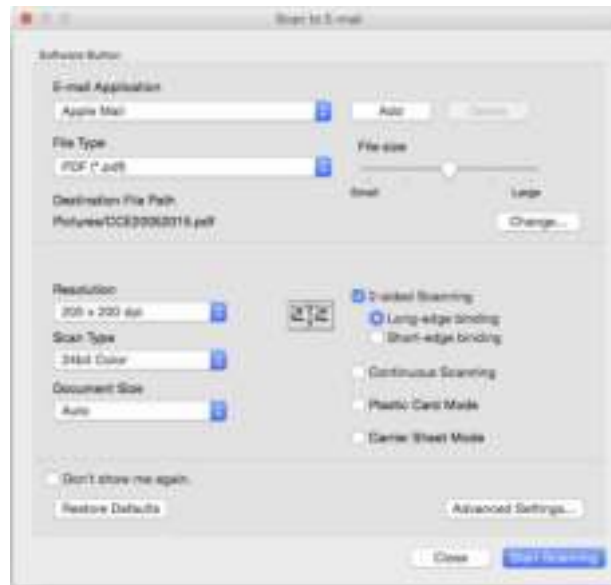 Scan to E-mail
Software Button
E-mail Application
Apple Mail
Add
Delete
File Type
PDF (*.pdf)
File size
Small
Large
Destination File Path
Change...
Resolution
200 x 200 dpi
Scan Type
24bit Color
Document Size
Auto
2-sided Scanning
Long-edge binding
Short-edge binding
Continuous Scanning
Plastic Card Mode
Carrier Sheet Mode
Don't show me again.
Restore Defaults
Advanced Settings...
Close
Start Scanning